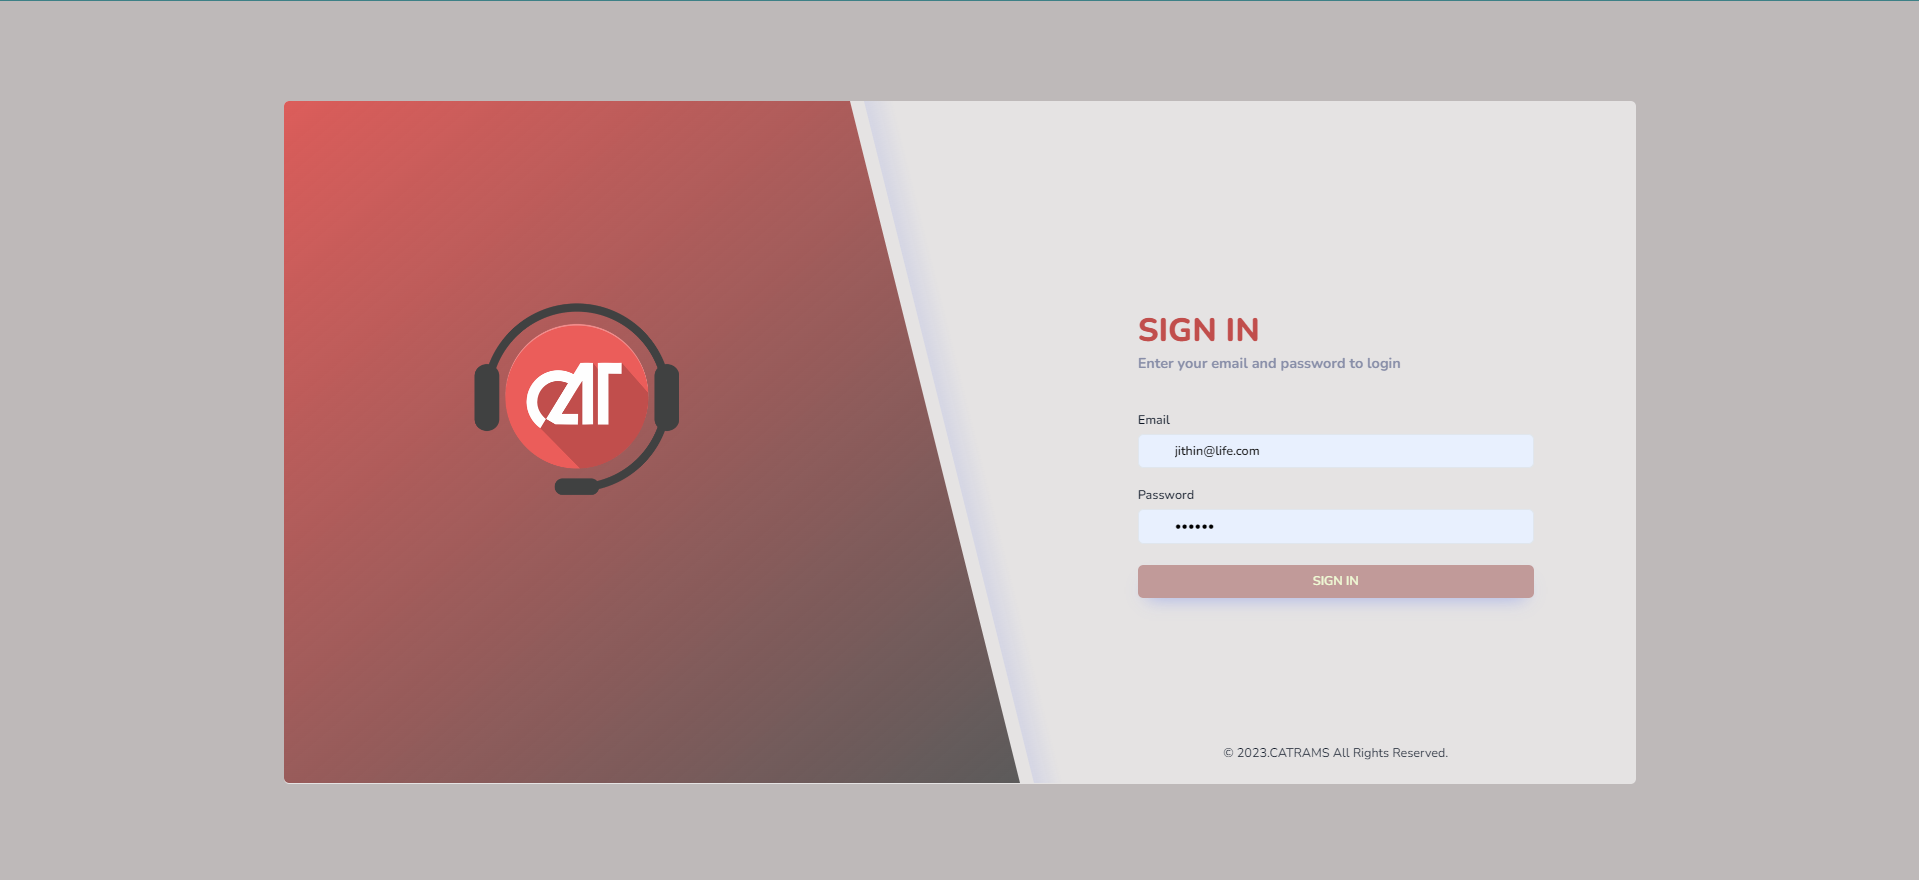 CAT
SIGN IN
Enter your email and password to login
Email
jithin@life.com
Password
••••••
SIGN IN
© 2023.CATRAMS All Rights Reserved.